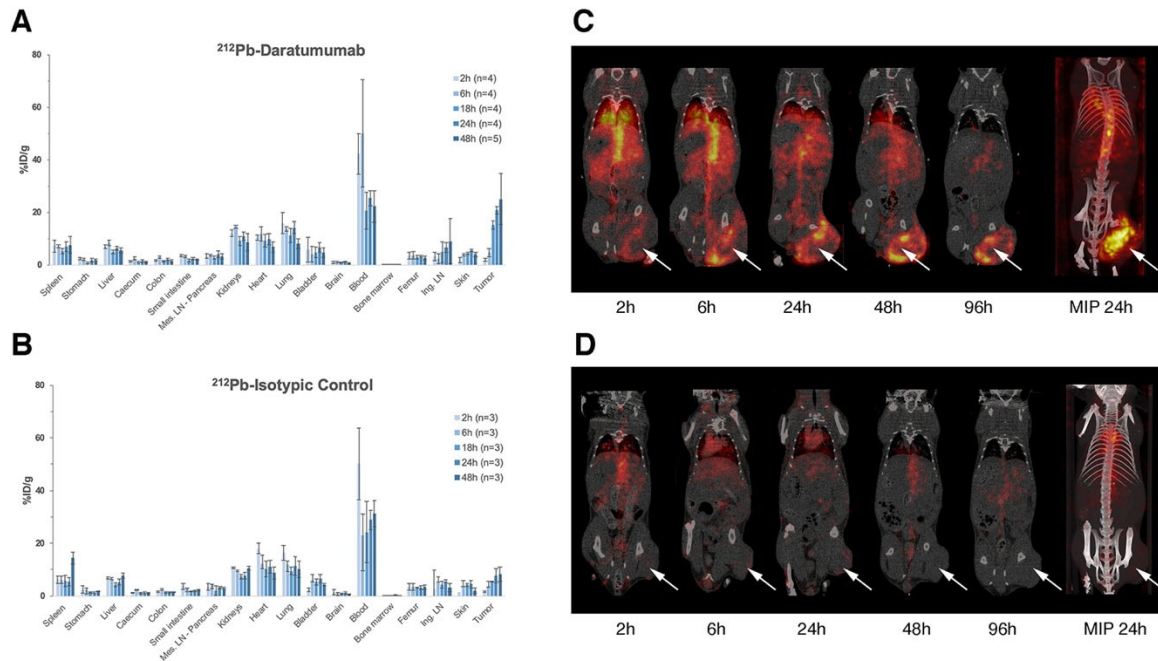 A
²¹²Pb-Daratumumab
80
60
40
20
0
%ID/g
2h (n=4)
6h (n=4)
18h (n=4)
24h (n=4)
48h (n=5)
Spleen
Stomach
Liver
Caecum
Colon
Small intestine
Mes. LN - Pancreas
Kidneys
Heart
Lung
Bladder
Brain
Blood
Bone marrow
Femur
Ing. LN
Skin
Tumor
B
²¹²Pb-Isotypic Control
80
60
40
20
0
%ID/g
2h (n=3)
6h (n=3)
18h (n=3)
24h (n=3)
48h (n=3)
Spleen
Stomach
Liver
Caecum
Colon
Small intestine
Mes. LN - Pancreas
Kidneys
Heart
Lung
Bladder
Brain
Blood
Bone marrow
Femur
Ing. LN
Skin
Tumor
C
2h 6h 24h 48h 96h MIP 24h
D
2h 6h 24h 48h 96h MIP 24h